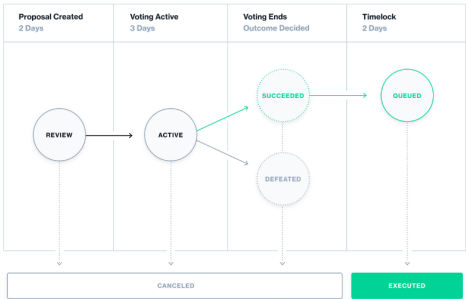 Proposal Created
2 Days
Voting Active
3 Days
Voting Ends
Outcome Decided
Timelock
2 Days
SUCCEEDED
QUEUED
REVIEW
ACTIVE
DEFEATED
CANCELED
EXECUTED